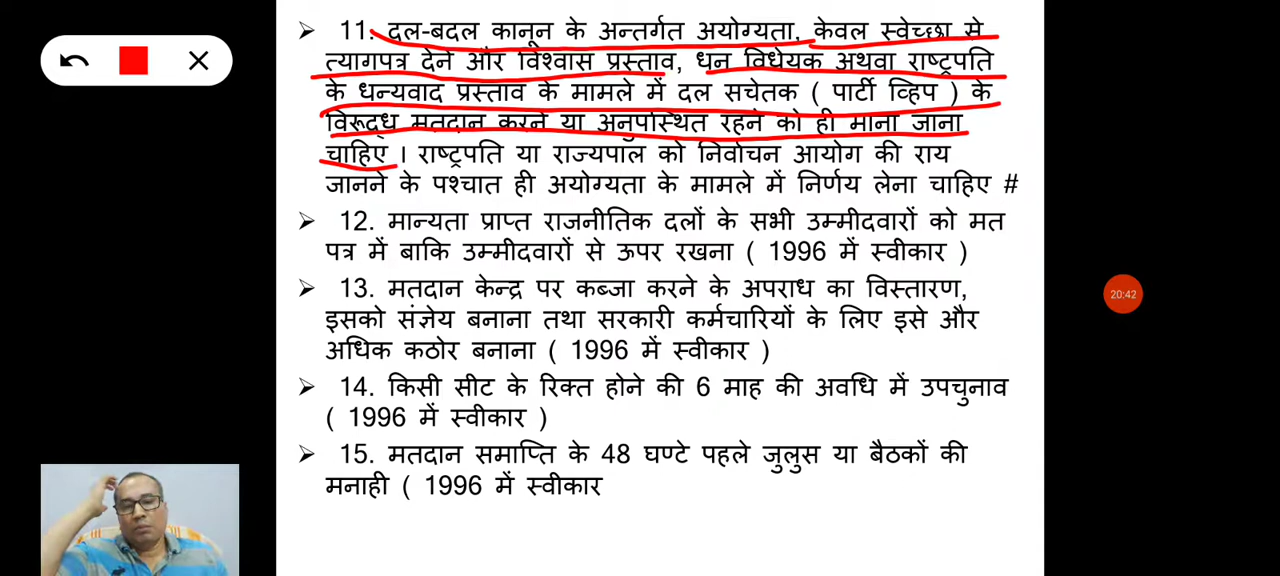 11. दल-बदल कानून के अन्तर्गत अयोग्यता, केवल स्वेच्छा से
त्यागपत्र देने और विश्वास प्रस्ताव, धन विधेयक अथवा राष्ट्रपति
के धन्यवाद प्रस्ताव के मामले में दल सचेतक ( पार्टी व्हिप ) के
विरूद्ध मतदान करने या अनुपस्थित रहने को ही माना जाना
चाहिए । राष्ट्रपति या राज्यपाल को निर्वाचन आयोग की राय
जानने के पश्चात ही अयोग्यता के मामले में निर्णय लेना चाहिए #
12. मान्यता प्राप्त राजनीतिक दलों के सभी उम्मीदवारों को मत
पत्र में बाकि उम्मीदवारों से ऊपर रखना ( 1996 में स्वीकार )
13. मतदान केन्द्र पर कब्जा करने के अपराध का विस्तारण,
इसको संज्ञेय बनाना तथा सरकारी कर्मचारियों के लिए इसे और
अधिक कठोर बनाना ( 1996 में स्वीकार )
14. किसी सीट के रिक्त होने की 6 माह की अवधि में उपचुनाव
( 1996 में स्वीकार )
15. मतदान समाप्ति के 48 घण्टे पहले जुलुस या बैठकों की
मनाही ( 1996 में स्वीकार
20:42